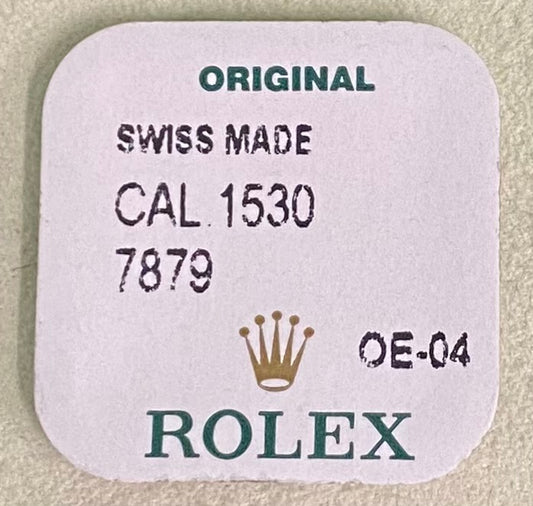 ORIGINAL
SWISS MADE
CAL. 1530
7879
OE-04
ROLEX